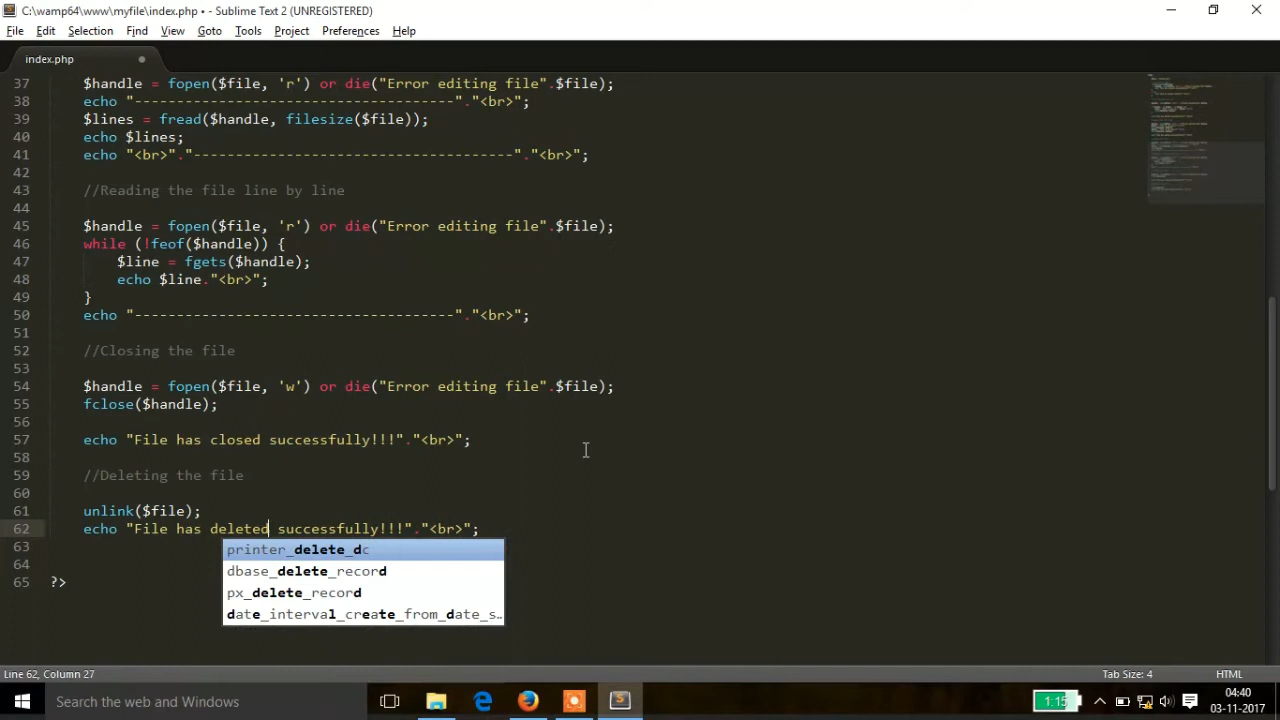 C:\wamp64\www\myfile\index.php • - Sublime Text 2 (UNREGISTERED)
File Edit Selection Find View Goto Tools Project Preferences Help
index.php
37 $handle = fopen($file, 'r') or die("Error editing file".$file);
38 echo "--------------------------------------"."<br>";
39 $lines = fread($handle, filesize($file));
40 echo $lines;
41 echo "<br>"."--------------------------------------"."<br>";
42
43 //Reading the file line by line
44
45 $handle = fopen($file, 'r') or die("Error editing file".$file);
46 while (!feof($handle)) {
47 $line = fgets($handle);
48 echo $line."<br>";
49 }
50 echo "--------------------------------------"."<br>";
51
52 //Closing the file
53
54 $handle = fopen($file, 'w') or die("Error editing file".$file);
55 fclose($handle);
56
57 echo "File has closed successfully!!!"."<br>";
58
59 //Deleting the file
60
61 unlink($file);
62 echo "File has deleted successfully!!!"."<br>";
63
printer_delete_dc
64
dbase_delete_record
65 ?>
px_delete_record
date_interval_create_from_date_s..
Line 62, Column 27
Tab Size: 4
HTML
Search the web and Windows
1:15
04:40
03-11-2017